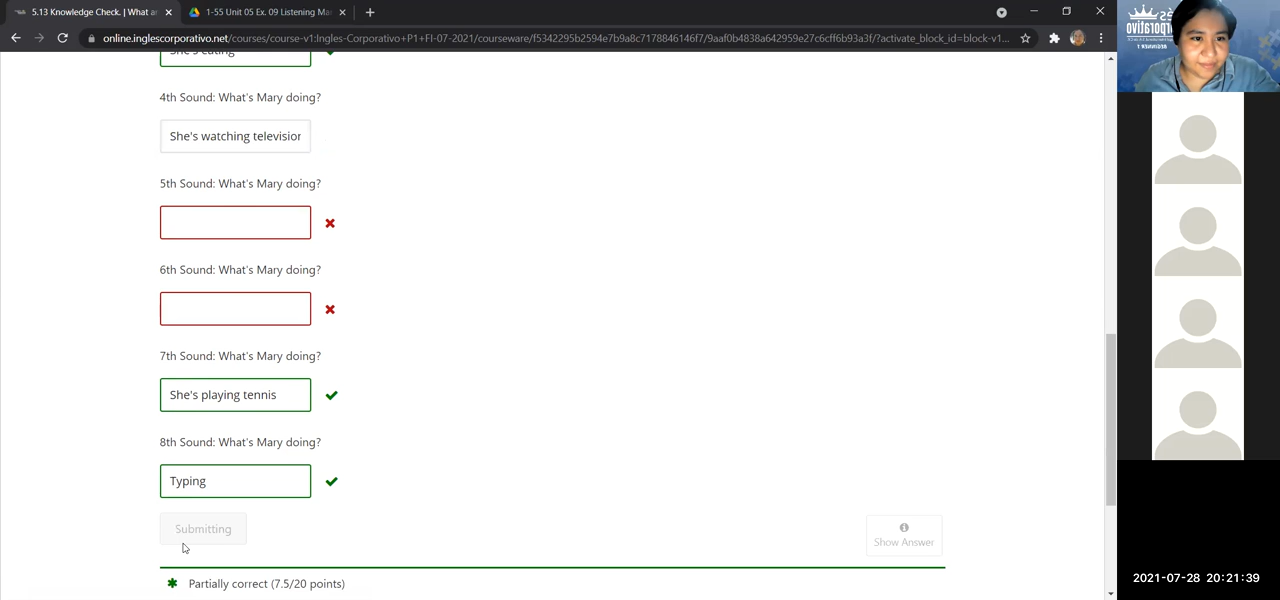 5.13 Knowledge Check. | What ar
1-55 Unit 05 Ex. 09 Listening Ma
online.inglescorporativo.net/courses/course-v1:Ingles-Corporativo+P1+FI-07-2021/courseware/f5342295b2594e7b9a8c7178846146f7/9aaf0b4838a642959e27c6cff6b93a3f/?activate_block_id=block-v1...
She's eating
4th Sound: What's Mary doing?
She's watching television
5th Sound: What's Mary doing?
6th Sound: What's Mary doing?
7th Sound: What's Mary doing?
She's playing tennis
8th Sound: What's Mary doing?
Typing
Submitting
Show Answer
Partially correct (7.5/20 points)
2021-07-28 20:21:39